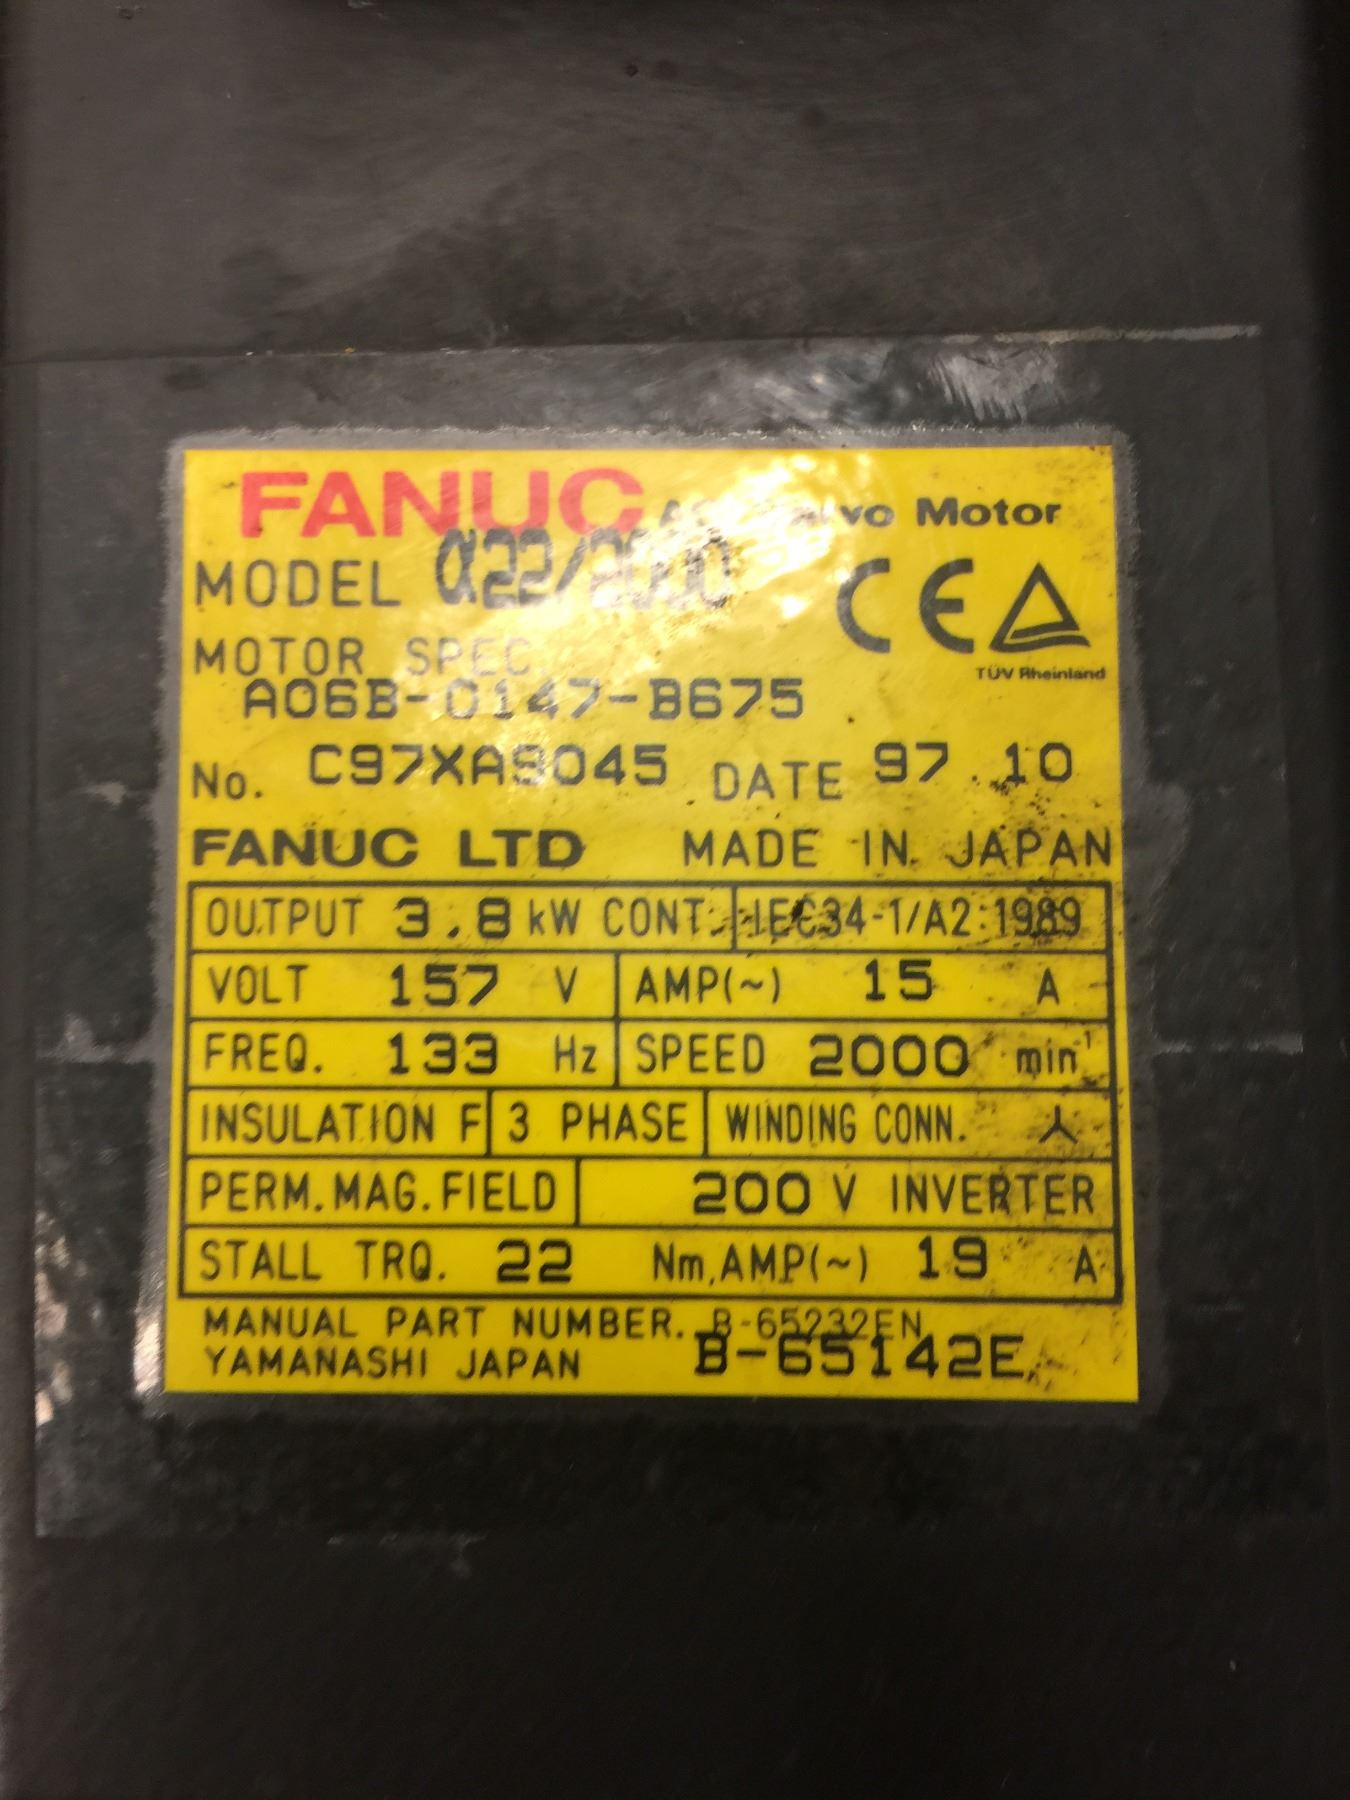 FANUC Servo Motor
MODEL α22/2000
MOTOR SPEC.
A06B-0147-B675
No. C97XA9045 DATE 97.10
CE
TÜV Rheinland
FANUC LTD MADE IN JAPAN
OUTPUT 3.8 kW CONT. IEC34-1/A2:1989
VOLT 157 V AMP(~) 15 A
FREQ. 133 Hz SPEED 2000 min⁻¹
INSULATION F 3 PHASE WINDING CONN.
PERM.MAG.FIELD 200 V INVERTER
STALL TRQ. 22 Nm,AMP(~) 19 A
MANUAL PART NUMBER. B-65232EN
YAMANASHI JAPAN B-65142E